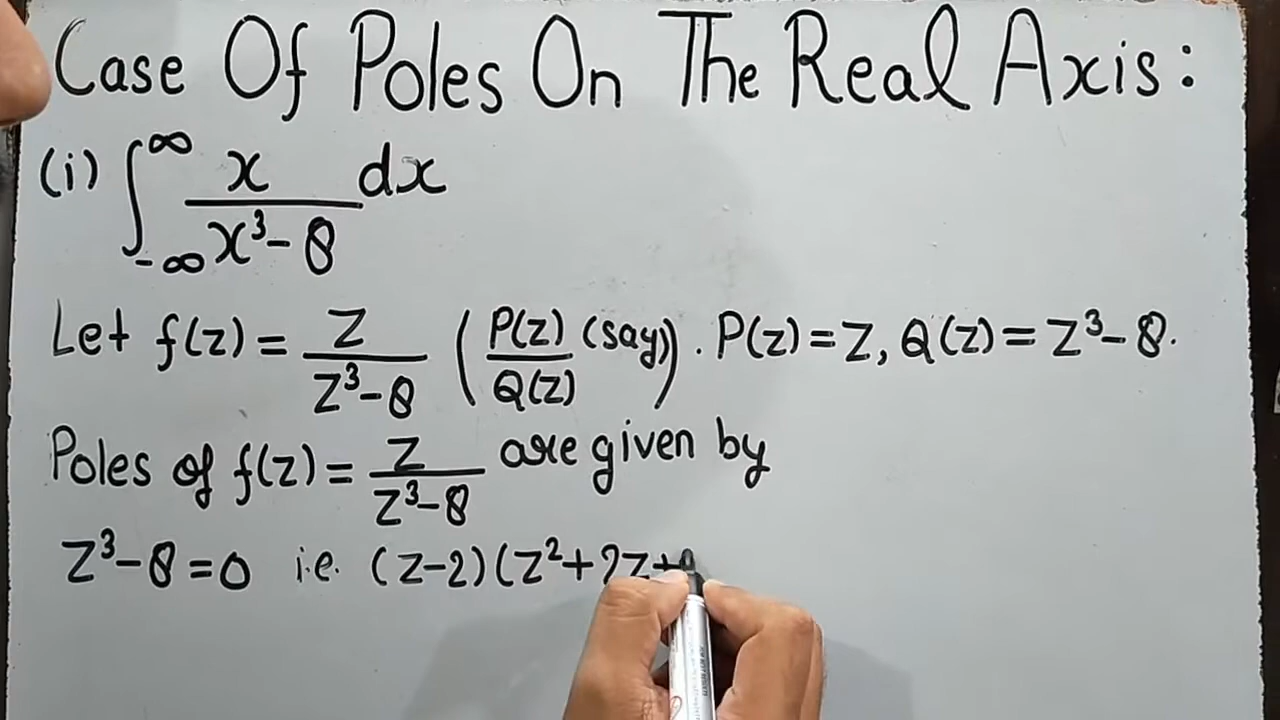 Case Of Poles On The Real Axis:
(i) ∫_{-∞}^{∞} x/(x³-8) dx
Let f(z) = z/(z³-8) (P(z)/Q(z) (say)). P(z) = z, Q(z) = z³-8.
Poles of f(z) = z/(z³-8) are given by
z³-8=0 i.e. (z-2)(z²+2z+